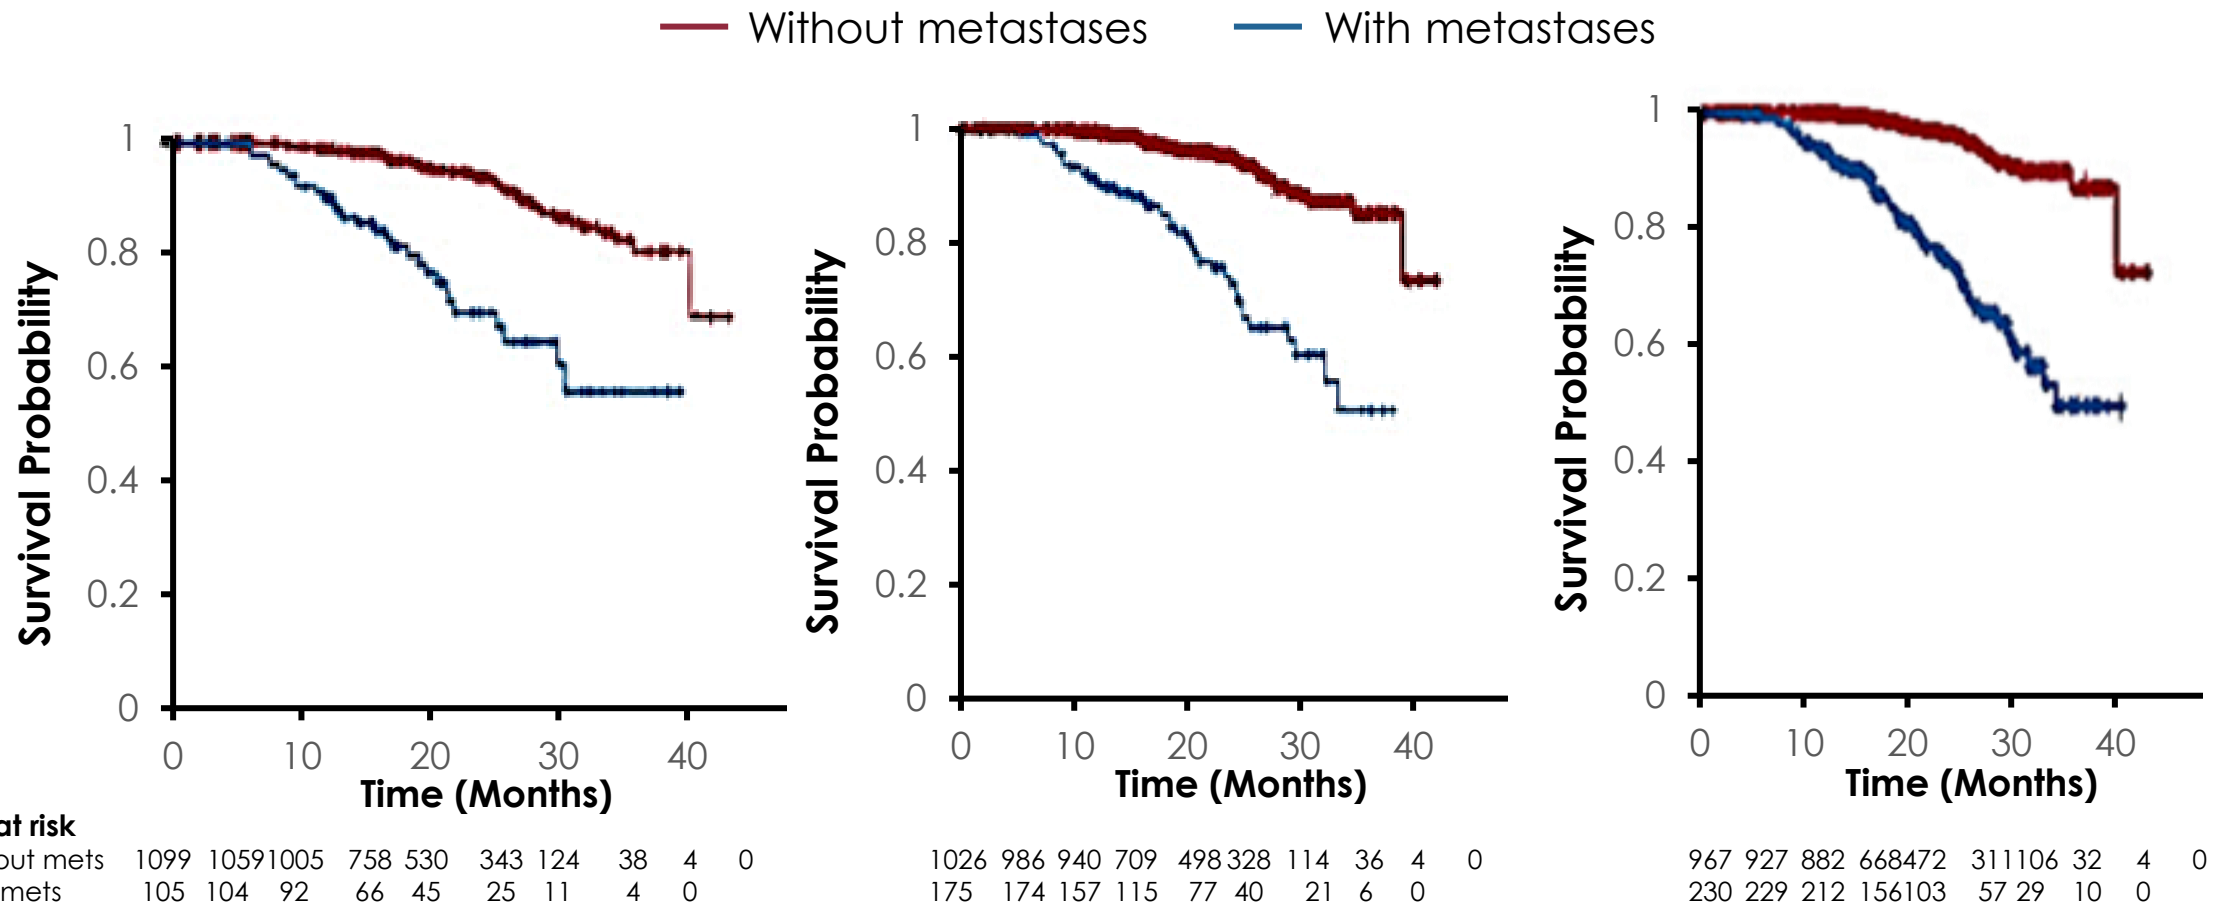 Without metastases With metastases
1
0.8
0.6
0.4
0.2
0
Survival Probability
0 10 20 30 40
Time (Months)
1
0.8
0.6
0.4
0.2
0
Survival Probability
0 10 20 30 40
Time (Months)
1
0.8
0.6
0.4
0.2
0
Survival Probability
0 10 20 30 40
Time (Months)
at risk
out mets 1099 1059 1005 758 530 343 124 38 4 0 1026 986 940 709 498 328 114 36 4 0 967 927 882 668 472 311 106 32 4 0
mets 105 104 92 66 45 25 11 4 0 175 174 157 115 77 40 21 6 0 230 229 212 156 103 57 29 10 0